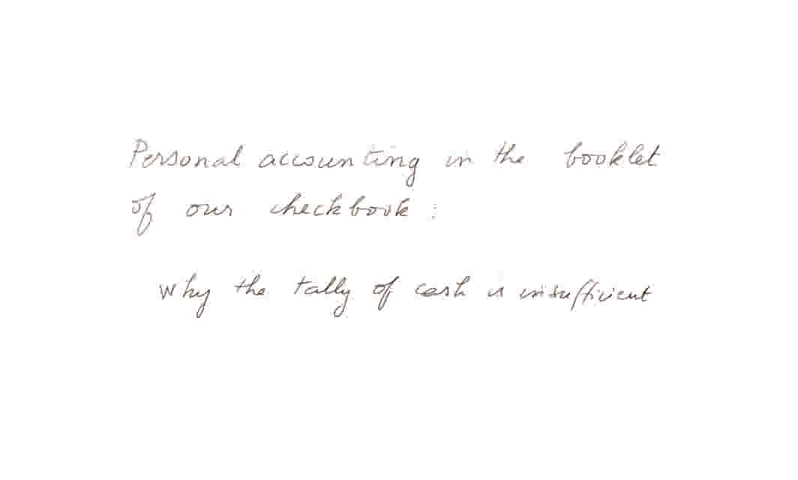 Personal accounting in the booklet
of our checkbook :
why the tally of cash is insufficient